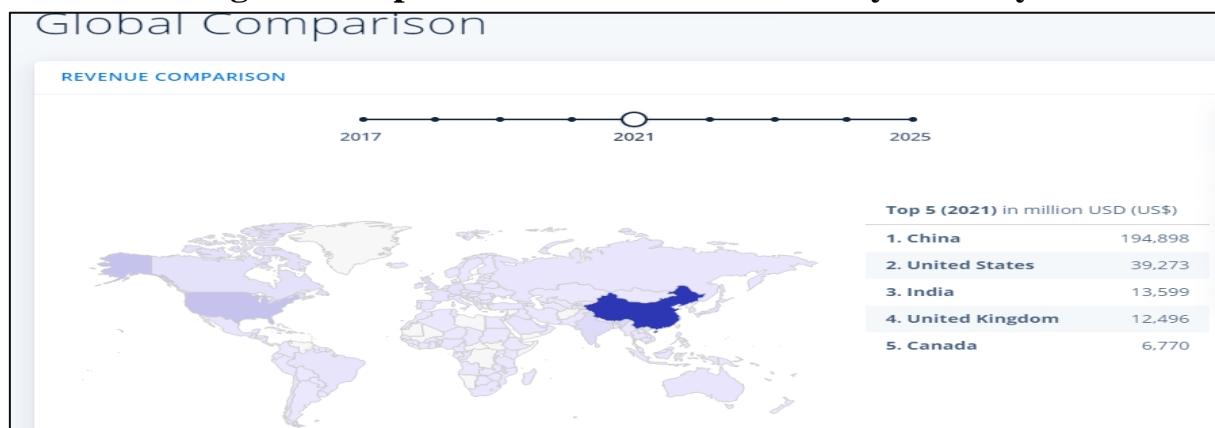 Global Comparison
REVENUE COMPARISON
2017 2021 2025
Top 5 (2021) in million USD (US$)
1. China 194,898
2. United States 39,273
3. India 13,599
4. United Kingdom 12,496
5. Canada 6,770